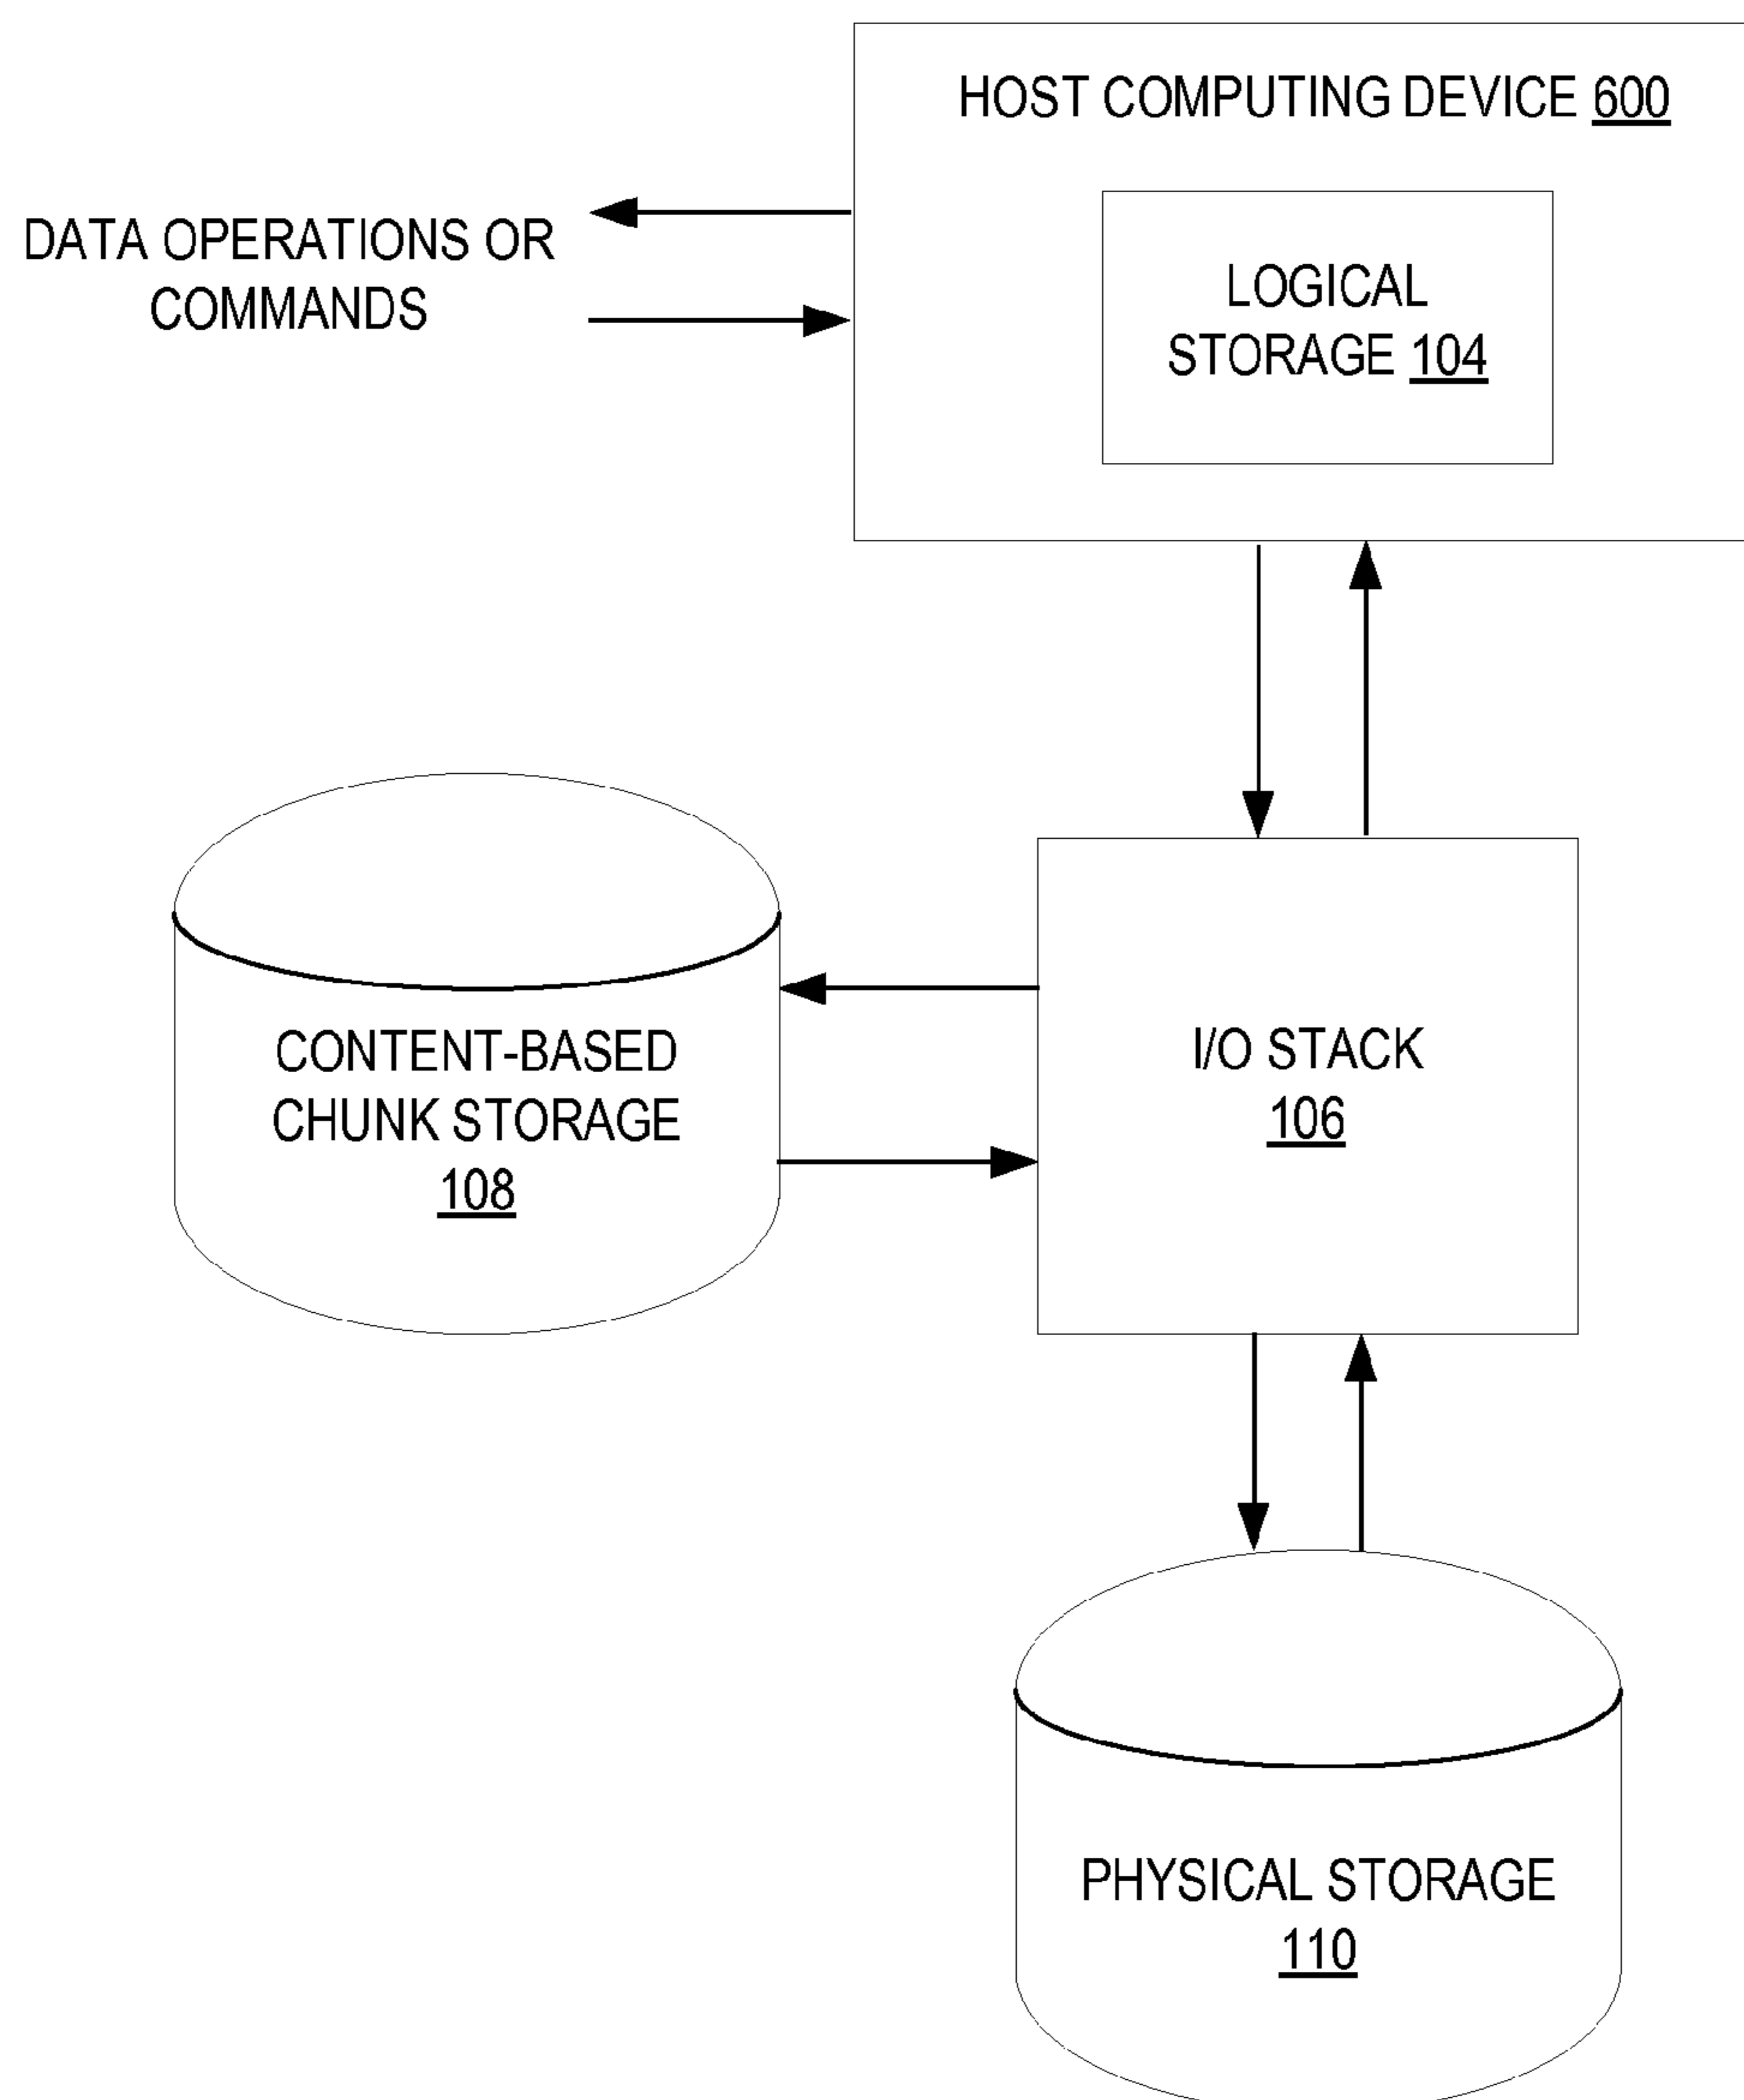 HOST COMPUTING DEVICE 600
DATA OPERATIONS OR
COMMANDS
LOGICAL
STORAGE 104
CONTENT-BASED
CHUNK STORAGE
108
I/O STACK
106
PHYSICAL STORAGE
110